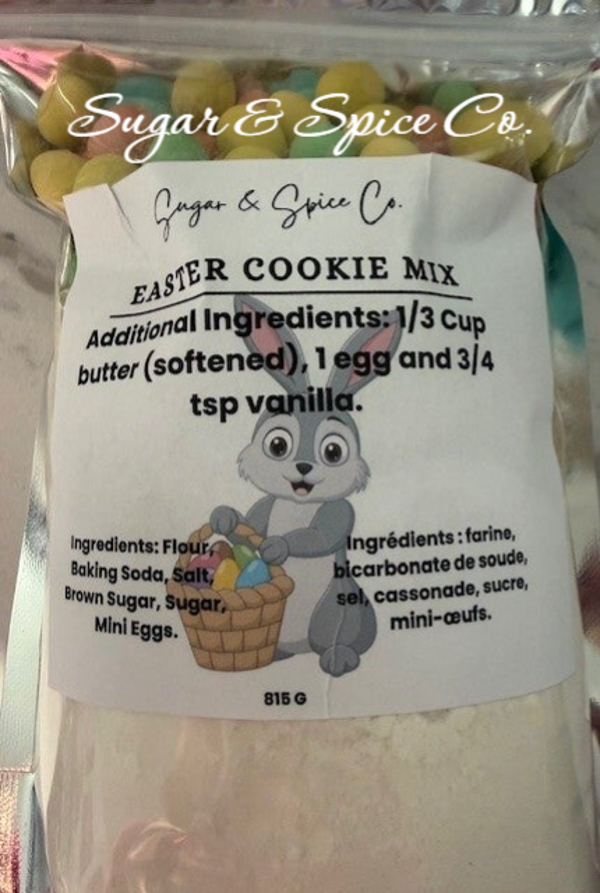 Sugar & Spice Co.
Sugar & Spice Co.
EASTER COOKIE MIX
Additional Ingredients: 1/3 Cup
butter (softened), 1 egg and 3/4
tsp vanilla.
Ingredients: Flour,
Baking Soda, Salt,
Brown Sugar, Sugar,
Mini Eggs.
Ingrédients : farine,
bicarbonate de soude,
sel, cassonade, sucre,
mini-œufs.
815 G